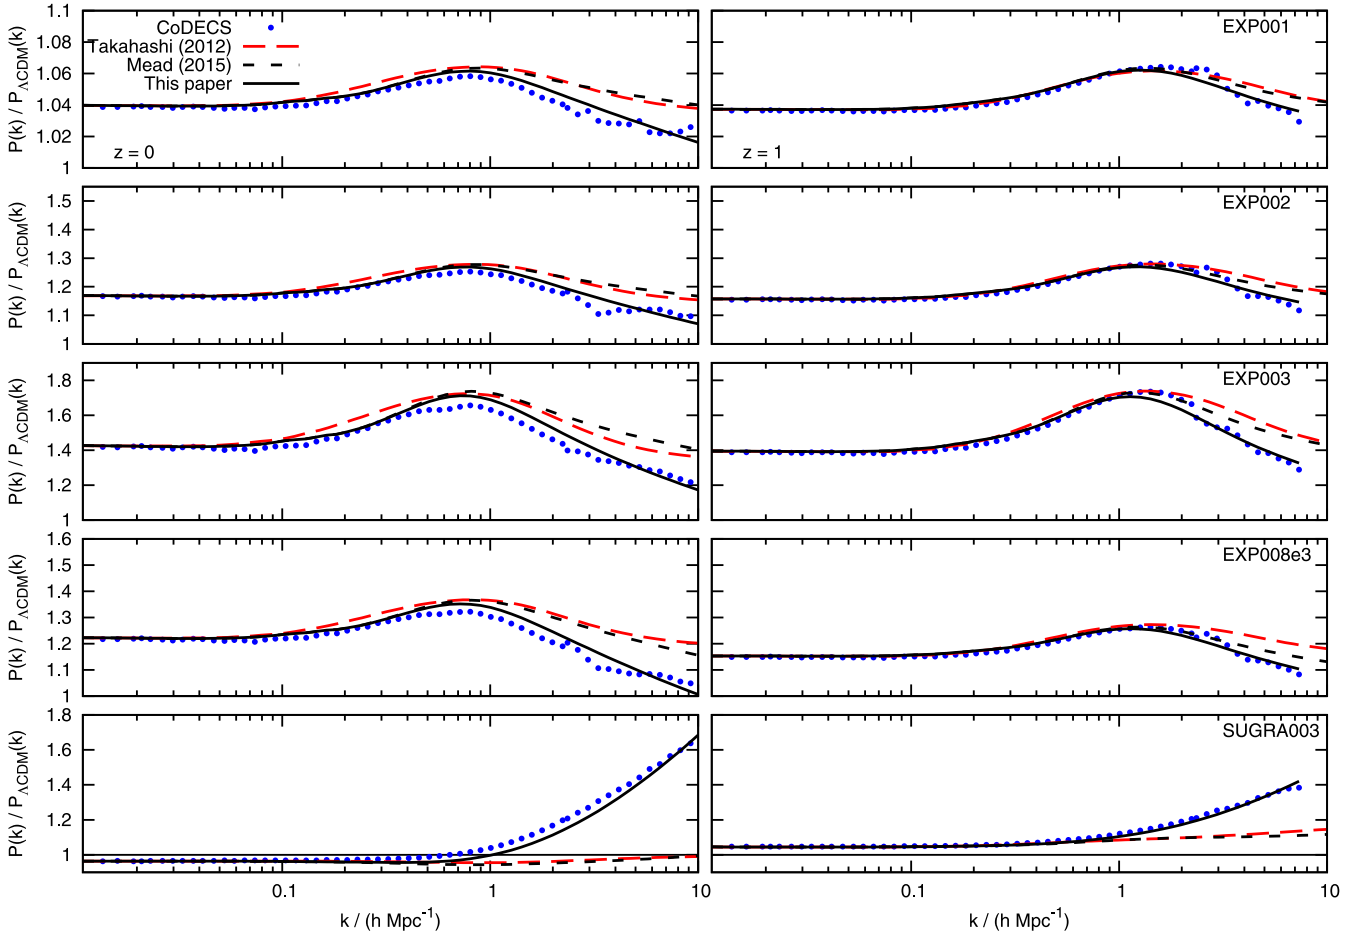 CoDECS
Takahashi (2012)
Mead (2015)
This paper
z = 0
P(k) / P_ΛCDM(k)
1.1
1.08
1.06
1.04
1.02
1
EXP001
z = 1
P(k) / P_ΛCDM(k)
1.5
1.4
1.3
1.2
1.1
1
EXP002
P(k) / P_ΛCDM(k)
1.8
1.6
1.4
1.2
1
EXP003
P(k) / P_ΛCDM(k)
1.6
1.5
1.4
1.3
1.2
1.1
1
EXP008e3
P(k) / P_ΛCDM(k)
1.8
1.6
1.4
1.2
1
SUGRA003
0.1 1 10
0.1 1 10
k / (h Mpc⁻¹)
k / (h Mpc⁻¹)